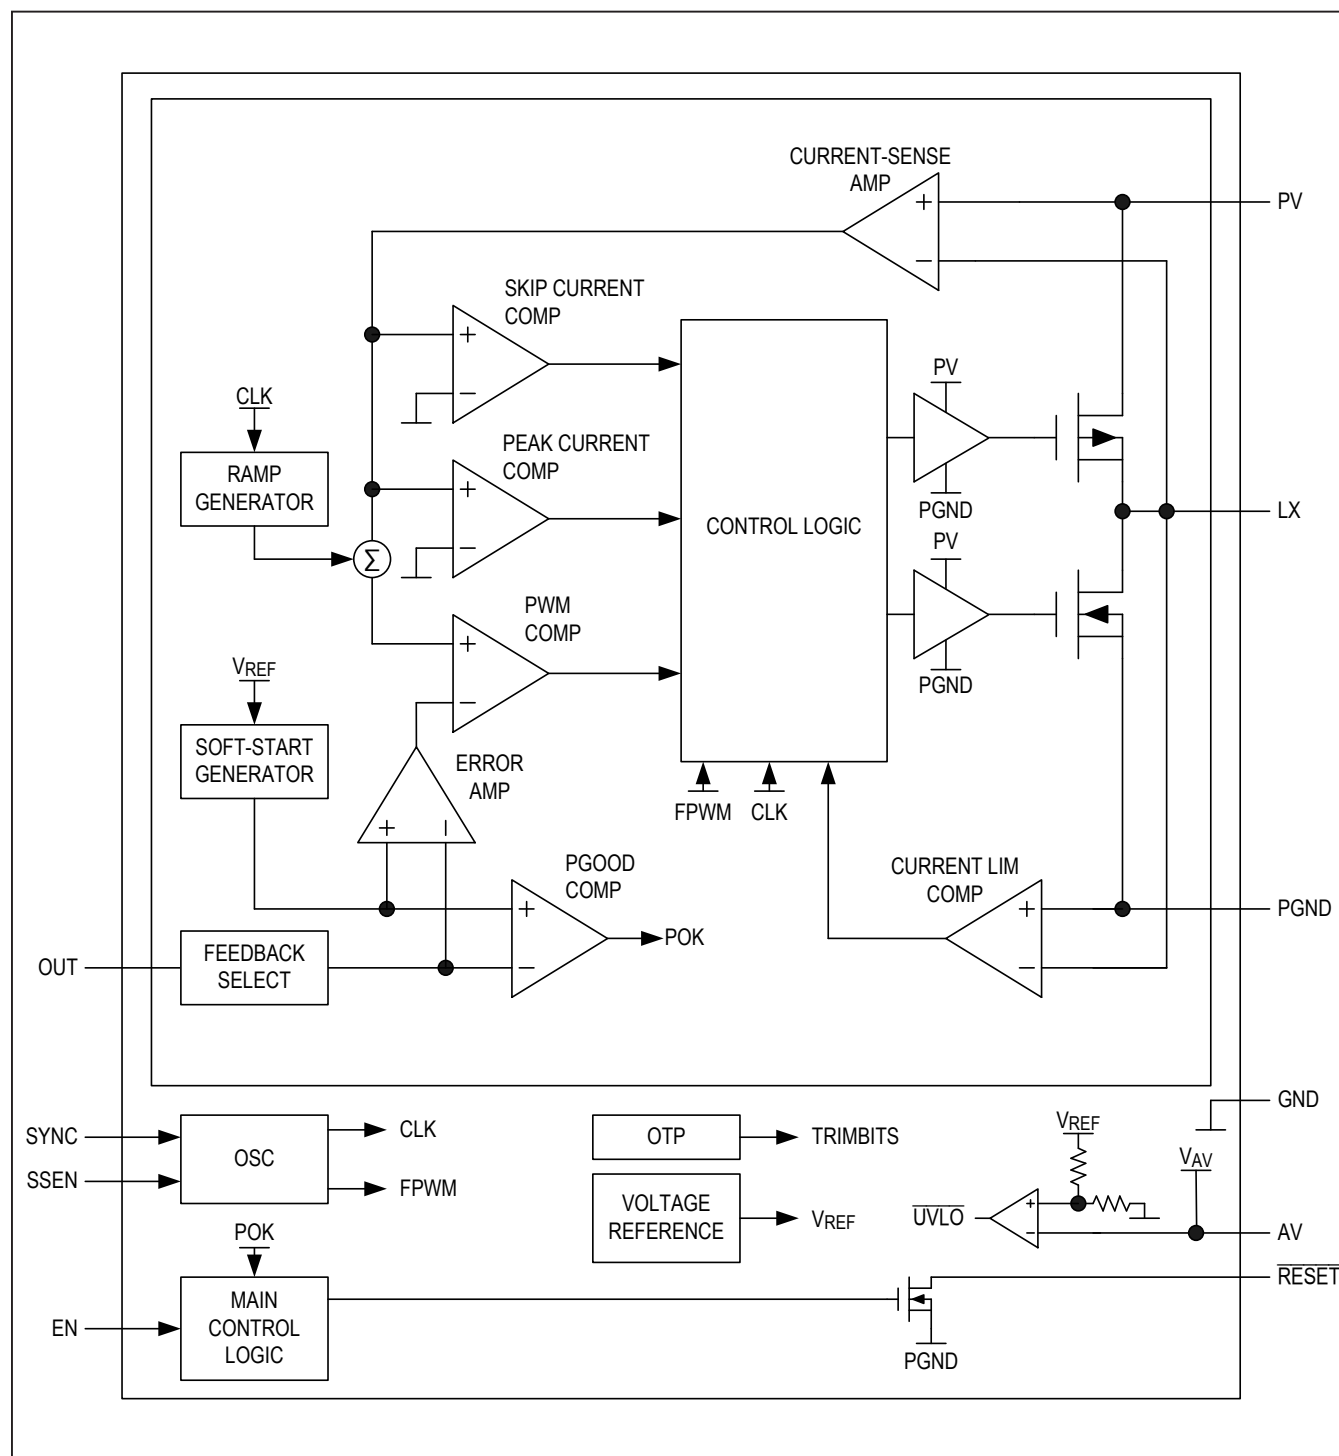 CURRENT-SENSE
AMP
PV
SKIP CURRENT
COMP
CLK
RAMP
GENERATOR
PEAK CURRENT
COMP
Σ
CONTROL LOGIC
PV
PGND
PV
PGND
LX
PWM
COMP
VREF
SOFT-START
GENERATOR
ERROR
AMP
FPWM
CLK
PGOOD
COMP
POK
CURRENT LIM
COMP
PGND
OUT
FEEDBACK
SELECT
GND
SYNC
SSEN
OSC
CLK
FPWM
OTP
TRIMBITS
VOLTAGE
REFERENCE
VREF
VREF
VAV
UVLO
AV
POK
EN
MAIN
CONTROL
LOGIC
RESET
PGND